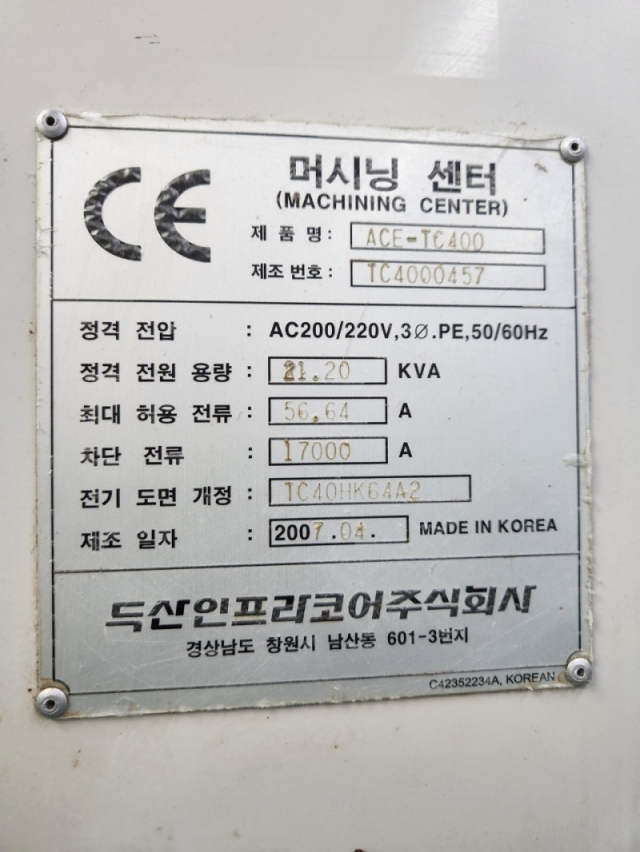 CE
머시닝 센터
(MACHINING CENTER)
제 품 명 : ACE-TC400
제조 번호 : TC4000457
정격 전압 : AC200/220V,3Ø.PE,50/60Hz
정격 전원 용량 : 21.20 KVA
최대 허용 전류 : 56.64 A
차단 전류 : 17000 A
전기 도면 개정 : TC40HK64A2
제조 일자 : 2007.04. MADE IN KOREA
두산인프라코어주식회사
경상남도 창원시 남산동 601-3번지
C42352234A, KOREAN